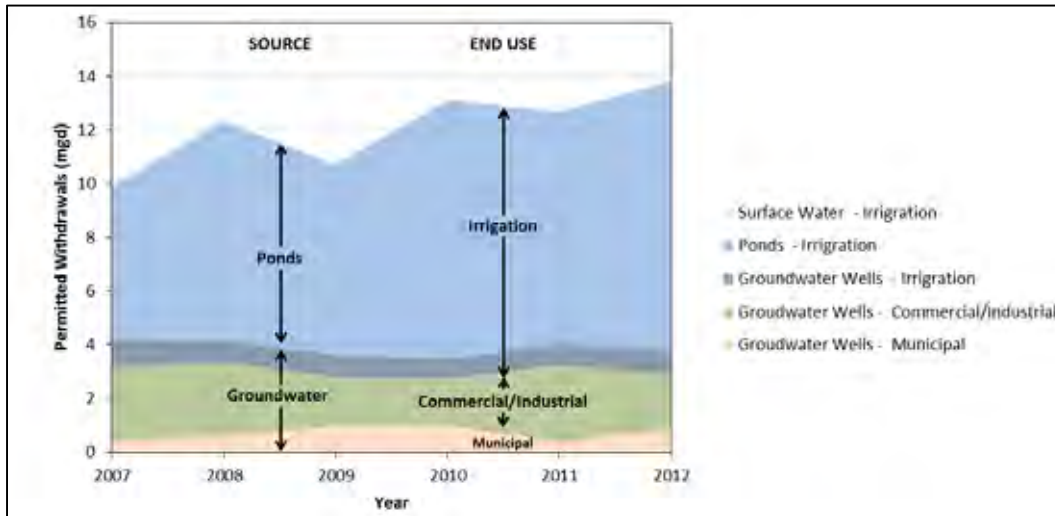 16
14
12
10
8
6
4
2
0
Permitted Withdrawals (mgd)
SOURCE
END USE
Ponds
Irrigation
Groundwater
Commercial/Industrial
Municipal
2007
2008
2009
2010
2011
2012
Year
Surface Water - Irrigration
Ponds - Irrigation
Groundwater Wells - Irrigation
Groudwater Wells - Commercial/Industrial
Groudwater Wells - Municipal